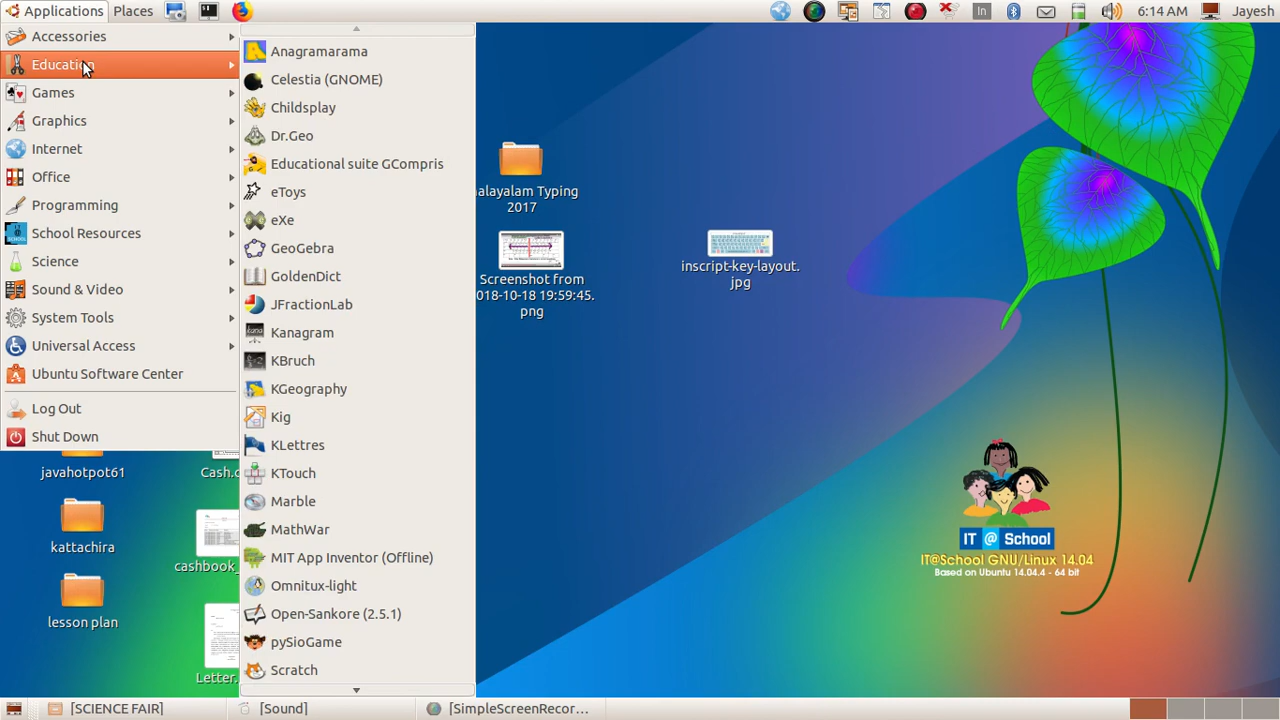 Applications
Places
6:14 AM
Jayesh
In
Accessories
Education
Games
Graphics
Internet
Office
Programming
School Resources
Science
Sound & Video
System Tools
Universal Access
Ubuntu Software Center
Log Out
Shut Down
Anagramarama
Celestia (GNOME)
Childsplay
Dr.Geo
Educational suite GCompris
eToys
eXe
GeoGebra
GoldenDict
JFractionLab
Kanagram
KBruch
KGeography
Kig
KLettres
KTouch
Marble
MathWar
MIT App Inventor (Offline)
Omnitux-light
Open-Sankore (2.5.1)
pySioGame
Scratch
alayalam Typing
2017
Screenshot from
018-10-18 19:59:45.
png
inscript-key-layout.
jpg
javahotpot61
Cash.
kattachira
cashbook_
lesson plan
Letter.
IT @ School
IT@School GNU/Linux 14.04
Based on Ubuntu 14.04.4 - 64 bit
[SCIENCE FAIR]
[Sound]
[SimpleScreenRecor...